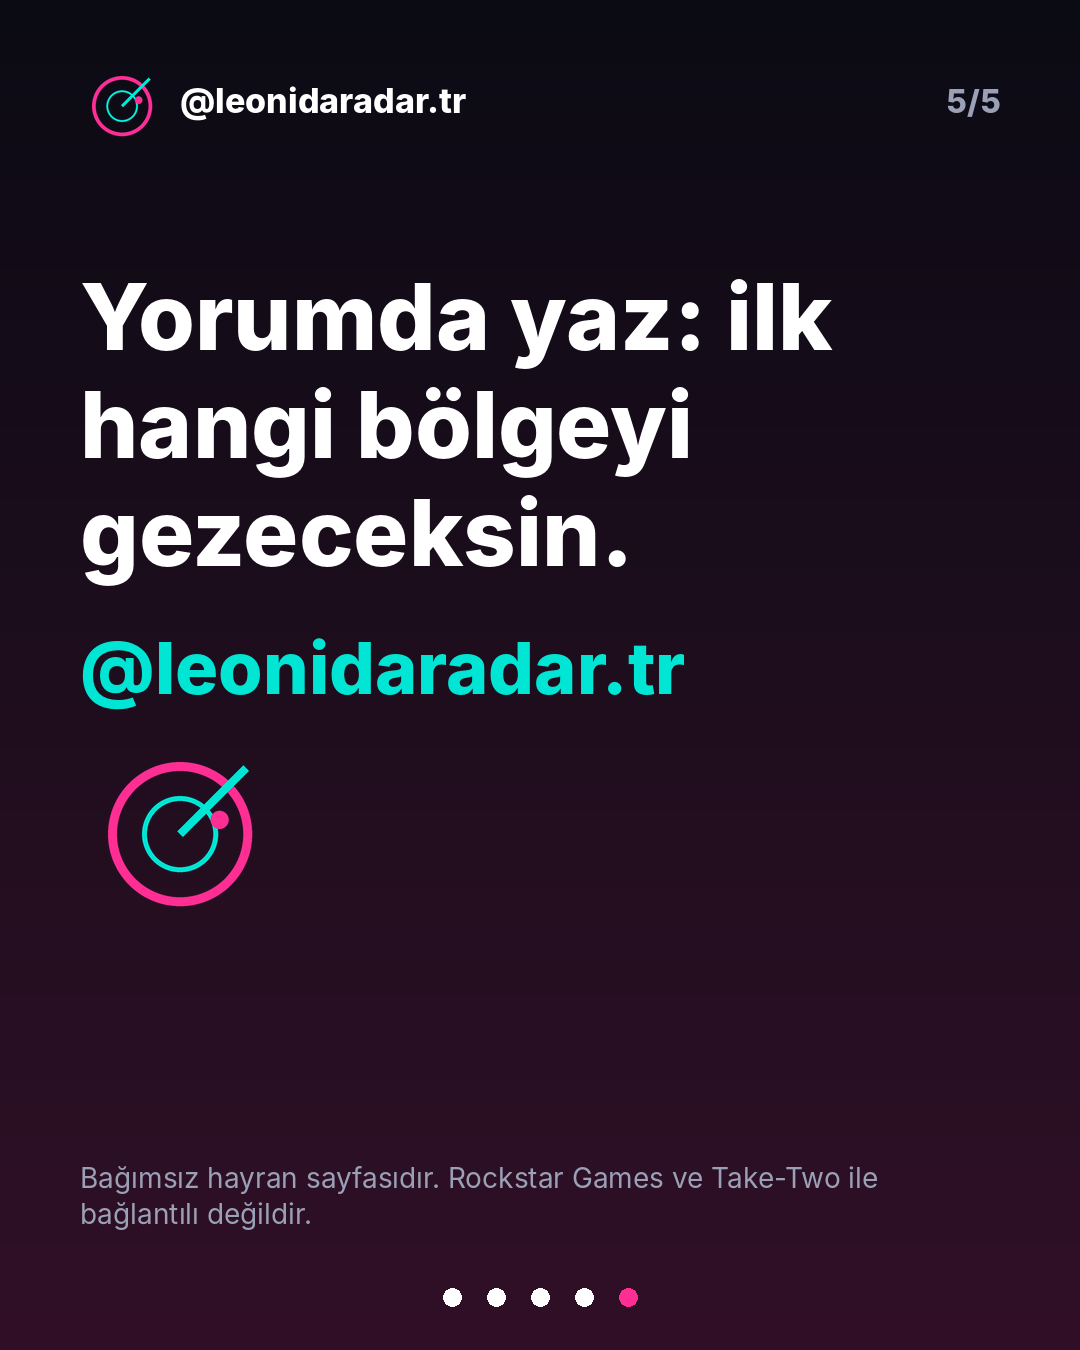 @leonidaradar.tr
5/5
Yorumda yaz: ilk
hangi bölgeyi
gezeceksin.
@leonidaradar.tr
Bağımsız hayran sayfasıdır. Rockstar Games ve Take-Two ile
bağlantılı değildir.